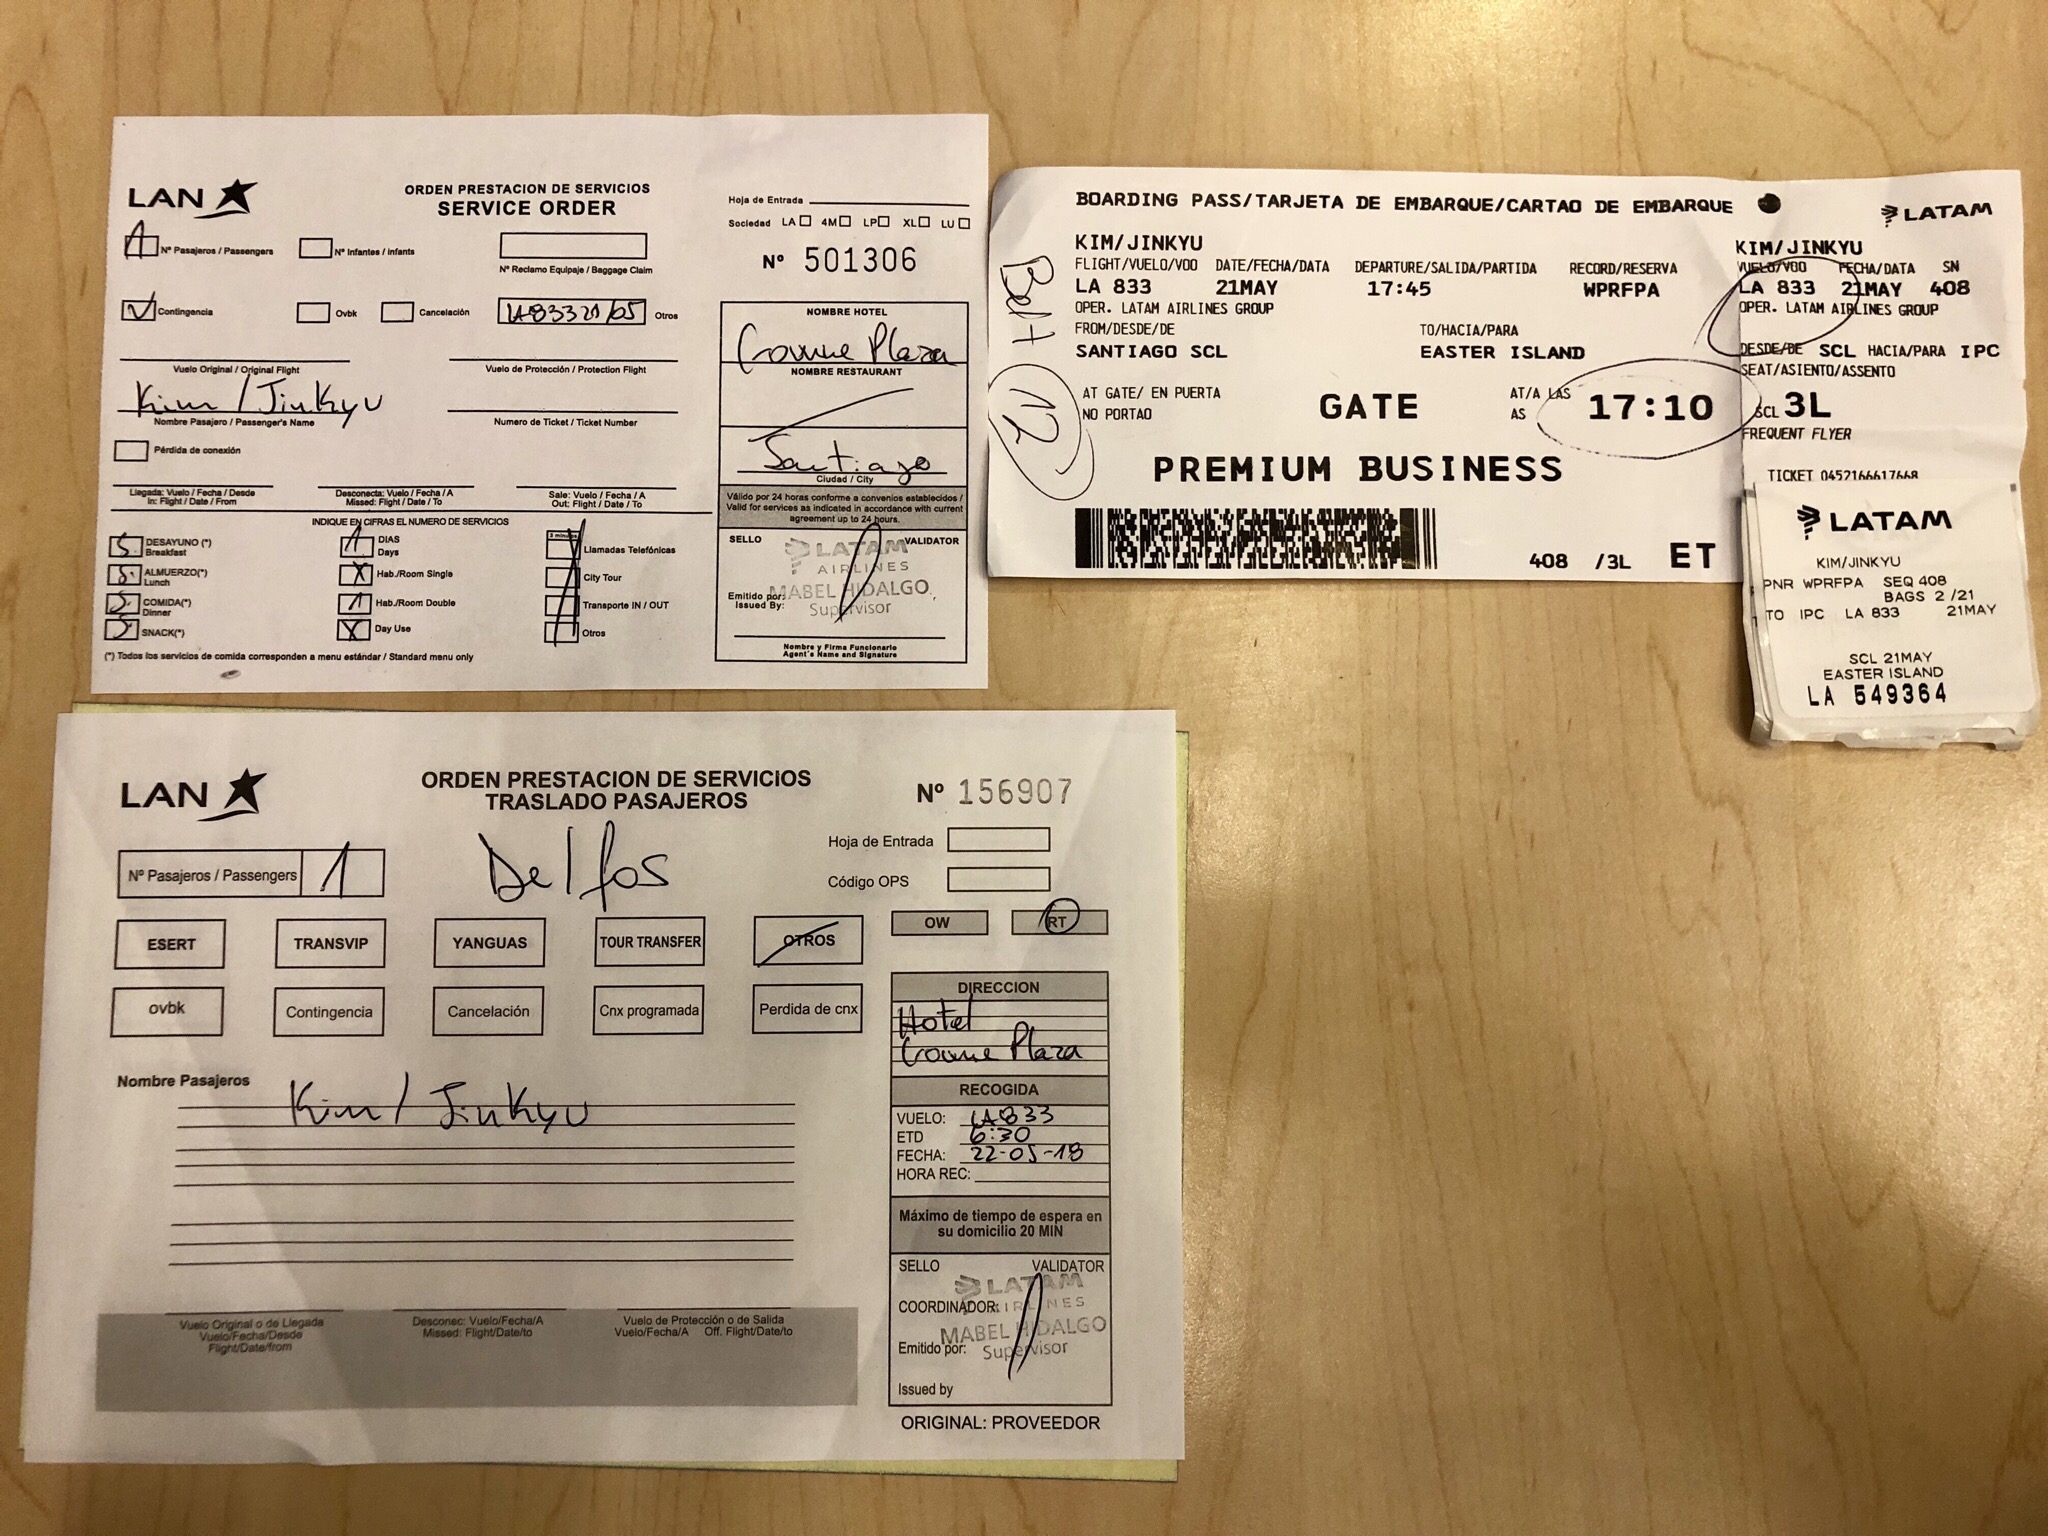 LAN
ORDEN PRESTACION DE SERVICIOS
SERVICE ORDER
Hoja de Entrada
Sociedad LA 4M LP XL LU
Nº 501306
1 Nº Pasajeros / Passengers
Nº Infantes / Infants
Nº Reclamo Equipaje / Baggage Claim
Contingencia
Ovbk
Cancelación
LA833 21/05 Otros
Vuelo Original / Original Flight
Vuelo de Protección / Protection Flight
Kim / JinKyu
Nombre Pasajero / Passenger's Name
Numero de Ticket / Ticket Number
Pérdida de conexión
Llegada: Vuelo / Fecha / Desde
In: Flight / Date / From
Desconecta: Vuelo / Fecha / A
Missed: Flight / Date / To
Sale: Vuelo / Fecha / A
Out: Flight / Date / To
INDIQUE EN CIFRAS EL NUMERO DE SERVICIOS
DESAYUNO (*)
Breakfast
ALMUERZO(*)
Lunch
COMIDA(*)
Dinner
SNACK(*)
1 DIAS
Days
X Hab./Room Single
1 Hab./Room Double
X Day Use
3 minutos
Llamadas Telefónicas
City Tour
Transporte IN / OUT
Otros
(*) Todos los servicios de comida corresponden a menu estándar / Standard menu only
NOMBRE HOTEL
Crowne Plaza
NOMBRE RESTAURANT
Santiago
Ciudad / City
Válido por 24 horas conforme a convenios establecidos /
Valid for services as indicated in accordance with current
agreement up to 24 hours.
SELLO VALIDATOR
LATAM
AIRLINES
MABEL HIDALGO
Supervisor
Emitido por:
Issued By:
Nombre y Firma Funcionario
Agent's Name and Signature
BOARDING PASS/TARJETA DE EMBARQUE/CARTAO DE EMBARQUE
LATAM
KIM/JINKYU
FLIGHT/VUELO/VOO DATE/FECHA/DATA DEPARTURE/SALIDA/PARTIDA RECORD/RESERVA
LA 833 21MAY 17:45 WPRFPA
OPER. LATAM AIRLINES GROUP
FROM/DESDE/DE TO/HACIA/PARA
SANTIAGO SCL EASTER ISLAND
AT GATE/ EN PUERTA
NO PORTAO
GATE
AT/A LAS
AS
17:10
PREMIUM BUSINESS
408 /3L ET
KIM/JINKYU
VUELO/VOO FECHA/DATA SN
LA 833 21MAY 408
OPER. LATAM AIRLINES GROUP
DESDE/DE SCL HACIA/PARA IPC
SEAT/ASIENTO/ASSENTO
SCL 3L
FREQUENT FLYER
TICKET 0452166617668
LATAM
KIM/JINKYU
PNR WPRFPA SEQ 408
BAGS 2 /21
TO IPC LA 833 21MAY
SCL 21MAY
EASTER ISLAND
LA 549364
LAN
ORDEN PRESTACION DE SERVICIOS
TRASLADO PASAJEROS
Nº 156907
Hoja de Entrada
Código OPS
Nº Pasajeros / Passengers 1
Delfos
OW RT
ESERT TRANSVIP YANGUAS TOUR TRANSFER OTROS
ovbk Contingencia Cancelación Cnx programada Perdida de cnx
Nombre Pasajeros
Kim / JinKyu
Vuelo Original o de Llegada
Vuelo/Fecha/Desde
Flight/Date/from
Desconec: Vuelo/Fecha/A
Missed: Flight/Date/to
Vuelo de Protección o de Salida
Vuelo/Fecha/A Off. Flight/Date/to
DIRECCION
Hotel
Crowne Plaza
RECOGIDA
VUELO: LA833
ETD 6:30
FECHA: 22-05-18
HORA REC:
Máximo de tiempo de espera en
su domicilio 20 MIN
SELLO VALIDATOR
LATAM
AIRLINES
COORDINADOR:
MABEL HIDALGO
Supervisor
Emitido por:
Issued by
ORIGINAL: PROVEEDOR